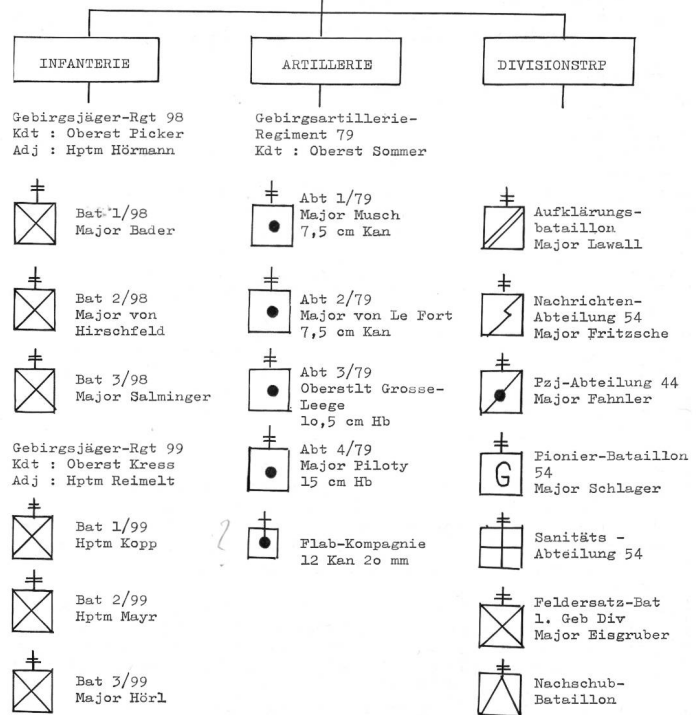 INFANTERIE
Gebirgsjäger-Rgt 98
Kdt : Oberst Picker
Adj : Hptm Hörmann
Bat 1/98
Major Bader
Bat 2/98
Major von
Hirschfeld
Bat 3/98
Major Salminger
Gebirgsjäger-Rgt 99
Kdt : Oberst Kress
Adj : Hptm Reimelt
Bat 1/99
Hptm Kopp
Bat 2/99
Hptm Mayr
Bat 3/99
Major Hörl
ARTILLERIE
Gebirgsartillerie-
Regiment 79
Kdt : Oberst Sommer
Abt 1/79
Major Musch
7,5 cm Kan
Abt 2/79
Major von Le Fort
7,5 cm Kan
Abt 3/79
Oberstlt Grosse-
Leege
lo,5 cm Hb
Abt 4/79
Major Piloty
15 cm Hb
?
Flab-Kompagnie
12 Kan 2o mm
DIVISIONSTRP
Aufklärungs-
bataillon
Major Lawall
Nachrichten-
Abteilung 54
Major Fritzsche
Pzj-Abteilung 44
Major Fahnler
G
Pionier-Bataillon
54
Major Schlager
Sanitäts -
Abteilung 54
Feldersatz-Bat
1. Geb Div
Major Eisgruber
Nachschub-
Bataillon